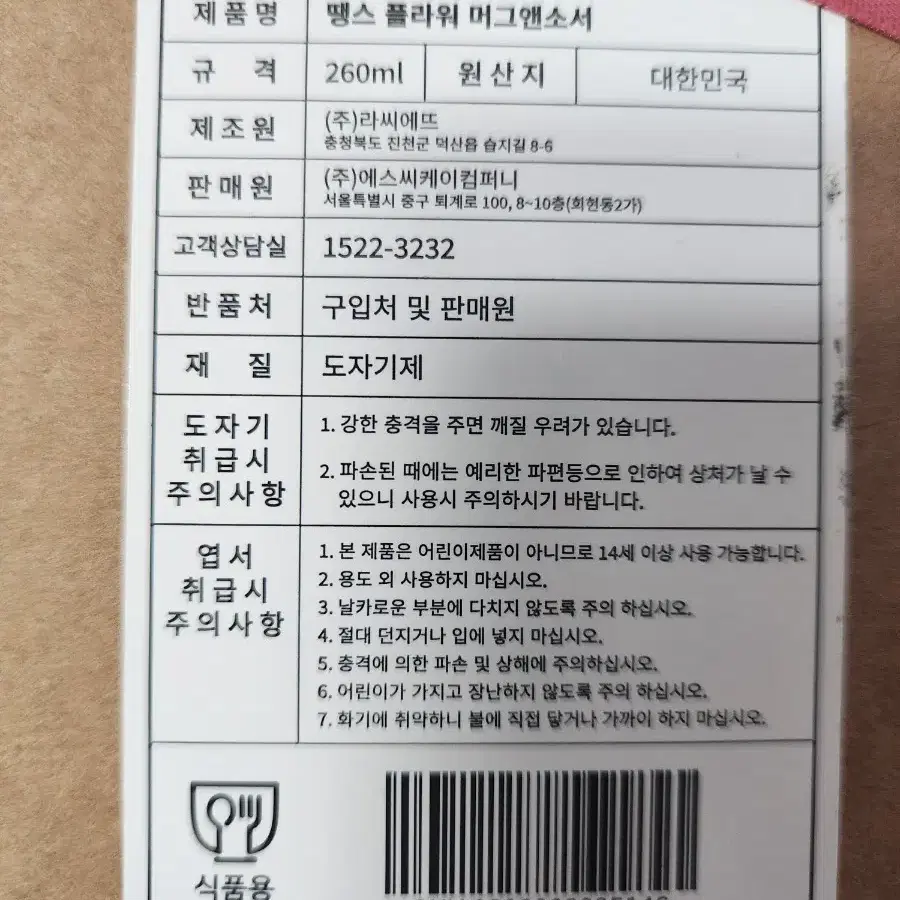 제품명 땡스 플라워 머그앤소서
규 격 260ml 원산지 대한민국
제조원 (주)라씨에뜨
충청북도 진천군 덕산읍 습지길 8-6
판매원 (주)에스씨케이컴퍼니
서울특별시 중구 퇴계로 100, 8~10층(회현동2가)
고객상담실 1522-3232
반품처 구입처 및 판매원
재 질 도자기제
도자기
취급시
주의사항
1. 강한 충격을 주면 깨질 우려가 있습니다.
2. 파손된 때에는 예리한 파편등으로 인하여 상처가 날 수
있으니 사용시 주의하시기 바랍니다.
엽서
취급시
주의사항
1. 본 제품은 어린이제품이 아니므로 14세 이상 사용 가능합니다.
2. 용도 외 사용하지 마십시오.
3. 날카로운 부분에 다치지 않도록 주의 하십시오.
4. 절대 던지거나 입에 넣지 마십시오.
5. 충격에 의한 파손 및 상해에 주의하십시오.
6. 어린이가 가지고 장난하지 않도록 주의 하십시오.
7. 화기에 취약하니 불에 직접 닿거나 가까이 하지 마십시오.
식품용